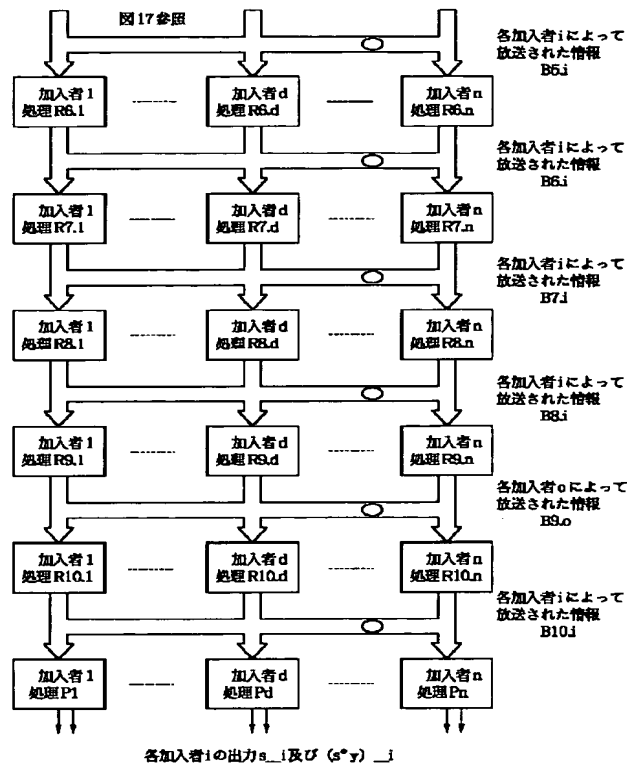 図17参照
各加入者iによって
放送された情報
B5.i
加入者1
処理R6.1
加入者d
処理R6.d
加入者n
処理R6.n
各加入者iによって
放送された情報
B6.i
加入者1
処理R7.1
加入者d
処理R7.d
加入者n
処理R7.n
各加入者iによって
放送された情報
B7.i
加入者1
処理R8.1
加入者d
処理R8.d
加入者n
処理R8.n
各加入者iによって
放送された情報
B8.i
加入者1
処理R9.1
加入者d
処理R9.d
加入者n
処理R9.n
各加入者oによって
放送された情報
B9.o
加入者1
処理R10.1
加入者d
処理R10.d
加入者n
処理R10.n
各加入者iによって
放送された情報
B10.i
加入者1
処理P1
加入者d
処理Pd
加入者n
処理Pn
各加入者iの出力s__i及び (s*y) __i